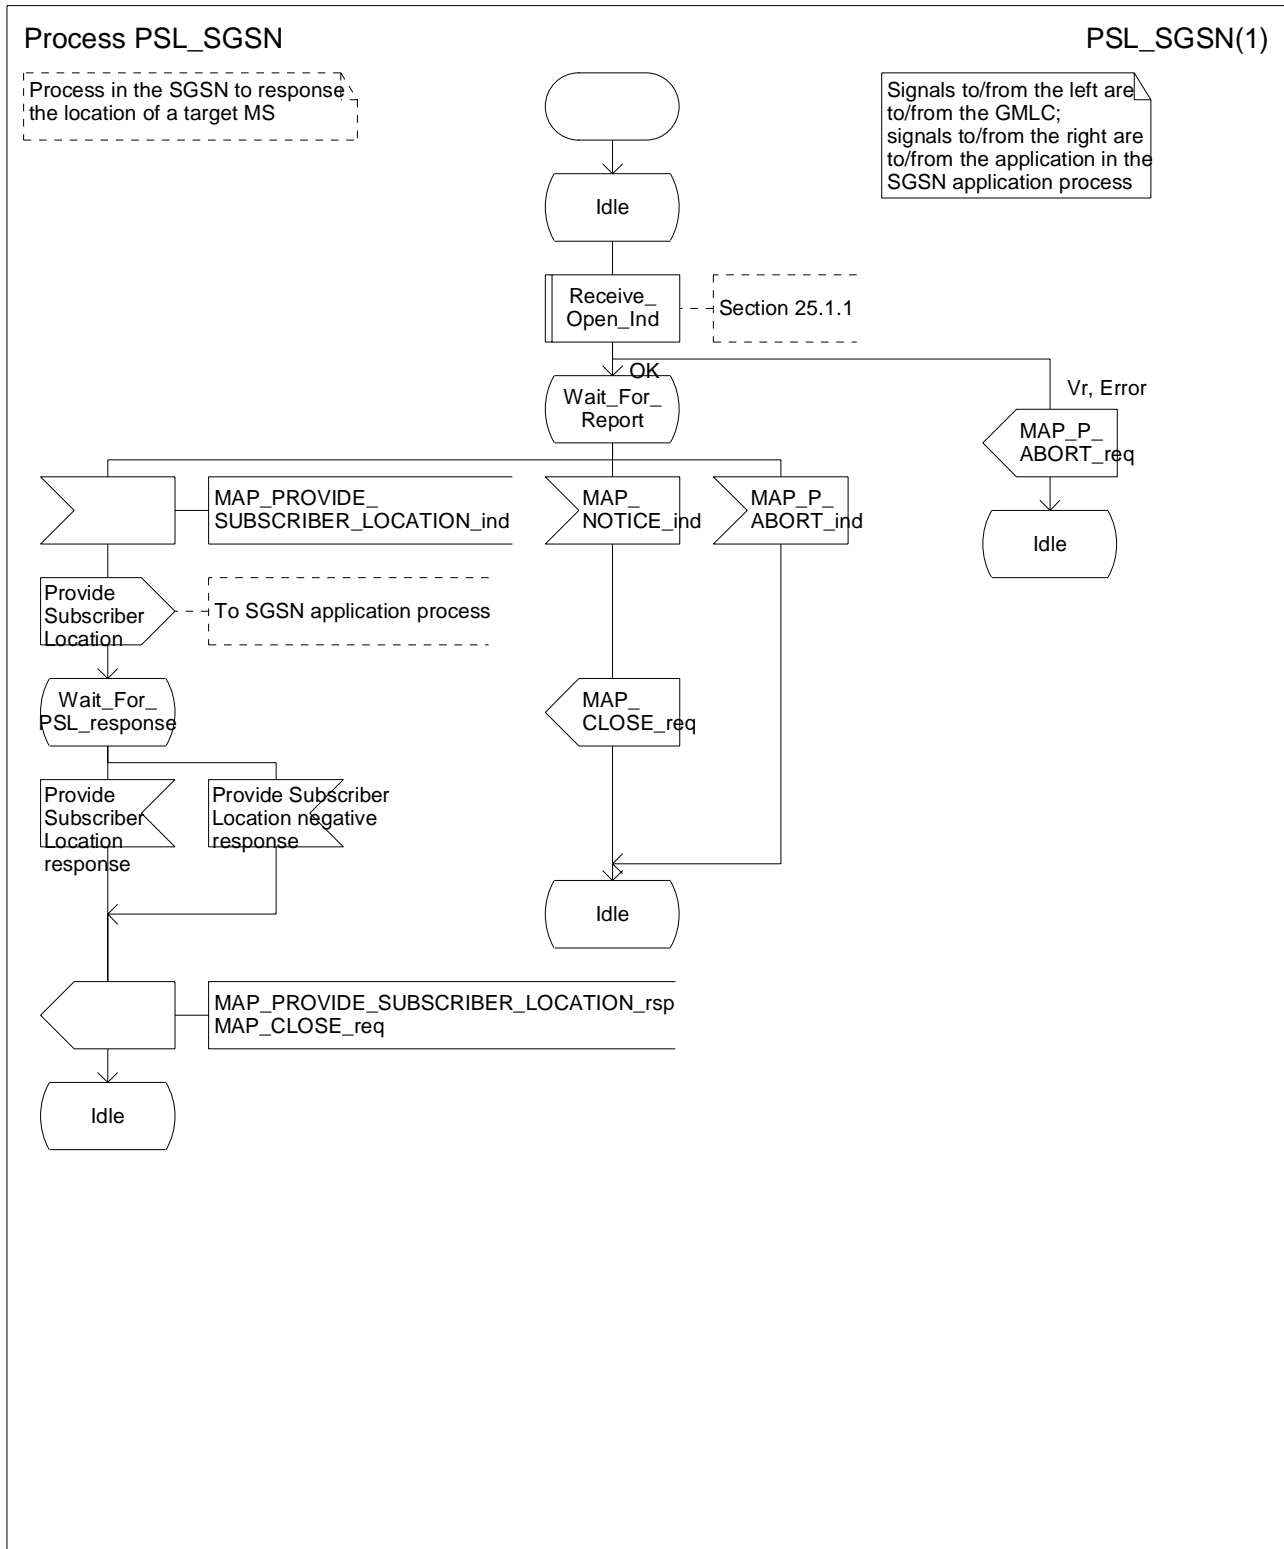 Process PSL_SGSN
PSL_SGSN(1)
Process in the SGSN to response
the location of a target MS
Signals to/from the left are
to/from the GMLC;
signals to/from the right are
to/from the application in the
SGSN application process
Idle
Receive_
Open_Ind
Section 25.1.1
OK
Vr, Error
Wait_For_
Report
MAP_P_
ABORT_req
Idle
MAP_PROVIDE_
SUBSCRIBER_LOCATION_ind
MAP_
NOTICE_ind
MAP_P_
ABORT_ind
Provide
Subscriber
Location
To SGSN application process
Wait_For_
PSL_response
MAP_
CLOSE_req
Provide
Subscriber
Location
response
Provide Subscriber
Location negative
response
Idle
MAP_PROVIDE_SUBSCRIBER_LOCATION_rsp
MAP_CLOSE_req
Idle